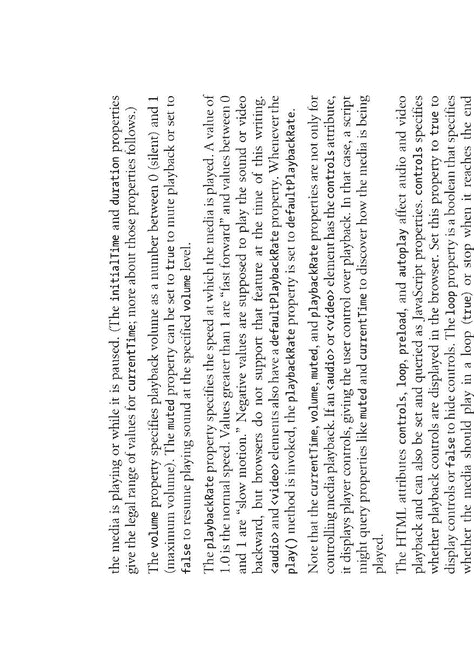 the media is playing or while it is paused. (The initialTime and duration properties
give the legal range of values for currentTime; more about those properties follows.)
The volume property specifies playback volume as a number between 0 (silent) and 1
(maximum volume). The muted property can be set to true to mute playback or set to
false to resume playing sound at the specified volume level.
The playbackRate property specifies the speed at which the media is played. A value of
1.0 is the normal speed. Values greater than 1 are “fast forward” and values between 0
and 1 are “slow motion.” Negative values are supposed to play the sound or video
backward, but browsers do not support that feature at the time of this writing.
<audio> and <video> elements also have a defaultPlaybackRate property. Whenever the
play() method is invoked, the playbackRate property is set to defaultPlaybackRate.
Note that the currentTime, volume, muted, and playbackRate properties are not only for
controlling media playback. If an <audio> or <video> element has the controls attribute,
it displays player controls, giving the user control over playback. In that case, a script
might query properties like muted and currentTime to discover how the media is being
played.
The HTML attributes controls, loop, preload, and autoplay affect audio and video
playback and can also be set and queried as JavaScript properties. controls specifies
whether playback controls are displayed in the browser. Set this property to true to
display controls or false to hide controls. The loop property is a boolean that specifies
whether the media should play in a loop (true) or stop when it reaches the end